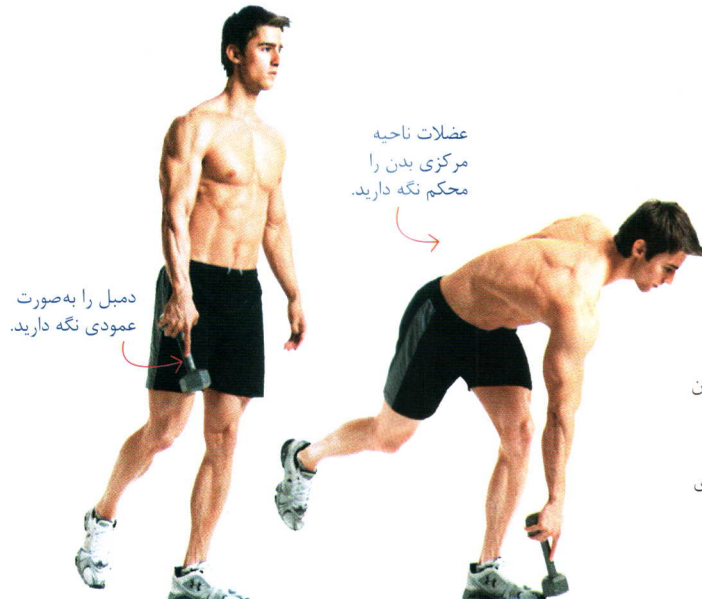 عضلات ناحیه
مرکزی بدن را
محکم نگه دارید.
دمبل را به‌صورت
عمودی نگه دارید.